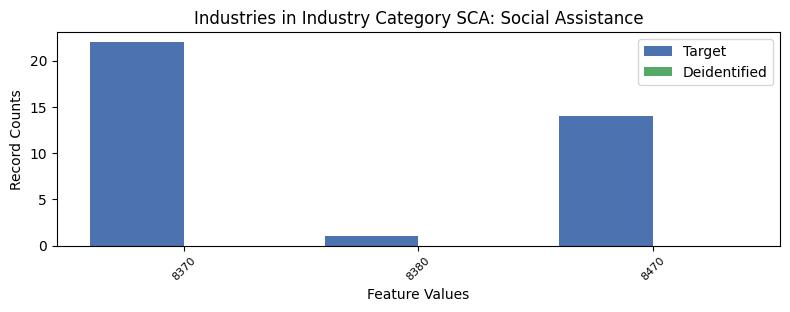 Industries in Industry Category SCA: Social Assistance
Target
Deidentified
Record Counts
20
15
10
5
0
8370
8380
8470
Feature Values